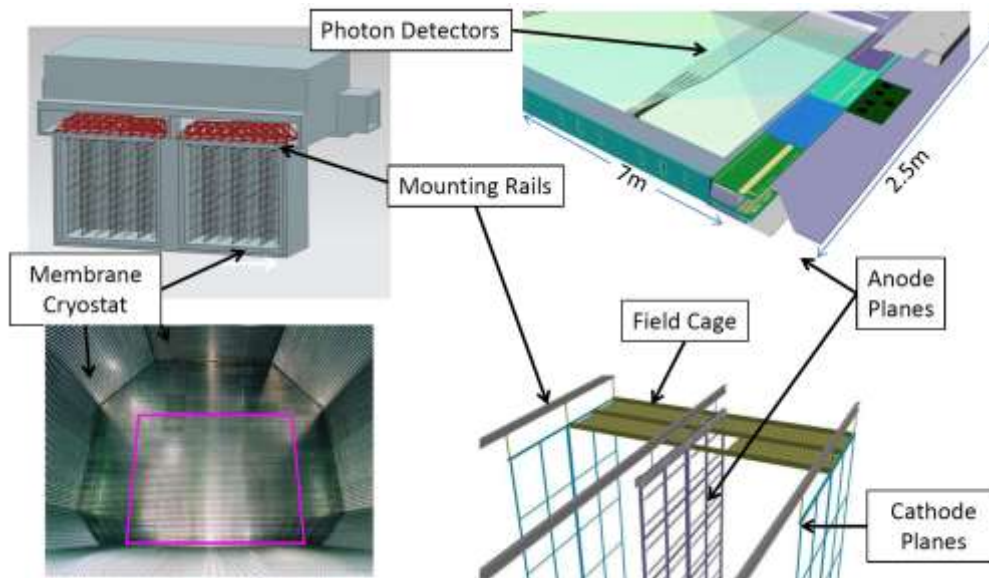 Photon Detectors
7m
2.5m
Mounting Rails
Membrane
Cryostat
Anode
Planes
Field Cage
Cathode
Planes